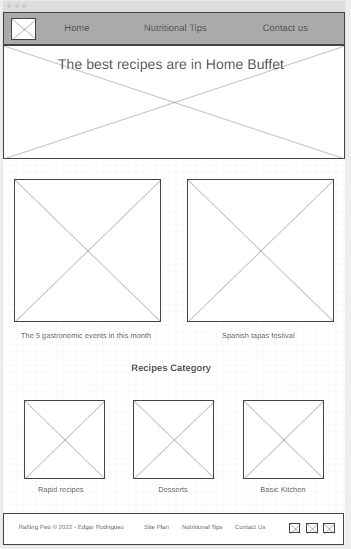 Home Nutritional Tips Contact us
The best recipes are in Home Buffet
The 5 gastronomic events in this month Spanish tapas festival
Recipes Category
Rapid recipes Desserts Basic Kitchen
© 2022 - Edgar Rodriguez Site Plan Nutritional Tips Contact Us